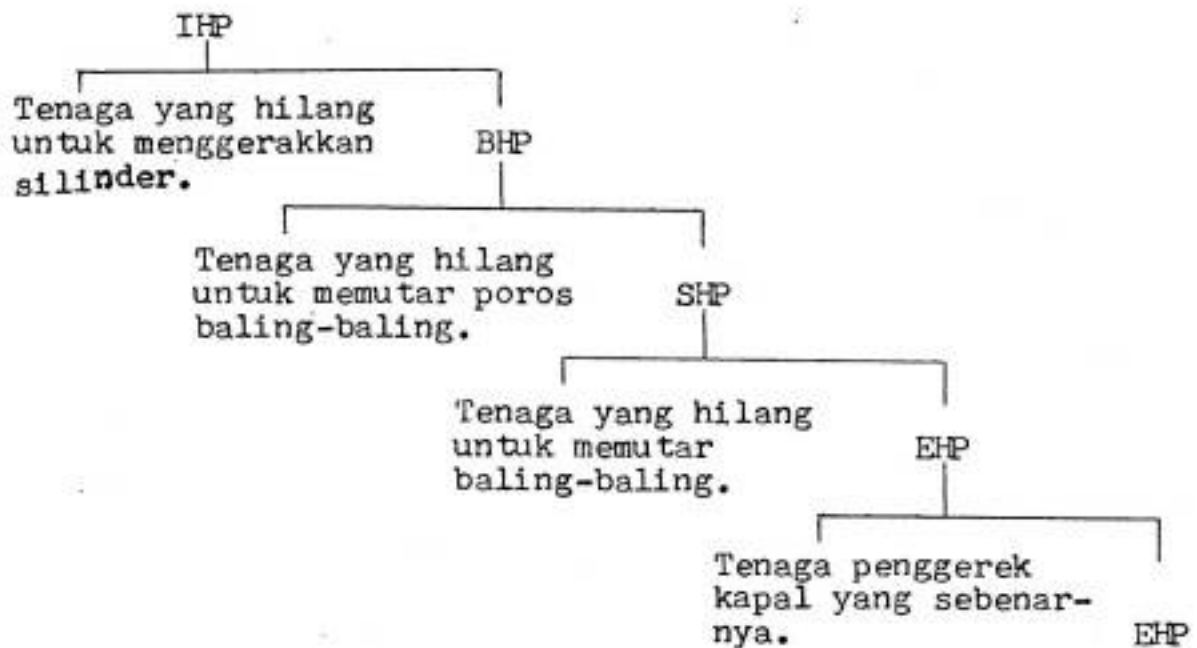 IHP
Tenaga yang hilang
untuk menggerakkan
silinder.
BHP
Tenaga yang hilang
untuk memutar poros
baling-baling.
SHP
Tenaga yang hilang
untuk memutar
baling-baling.
EHP
Tenaga penggerek
kapal yang sebenar-
nya.
EHP